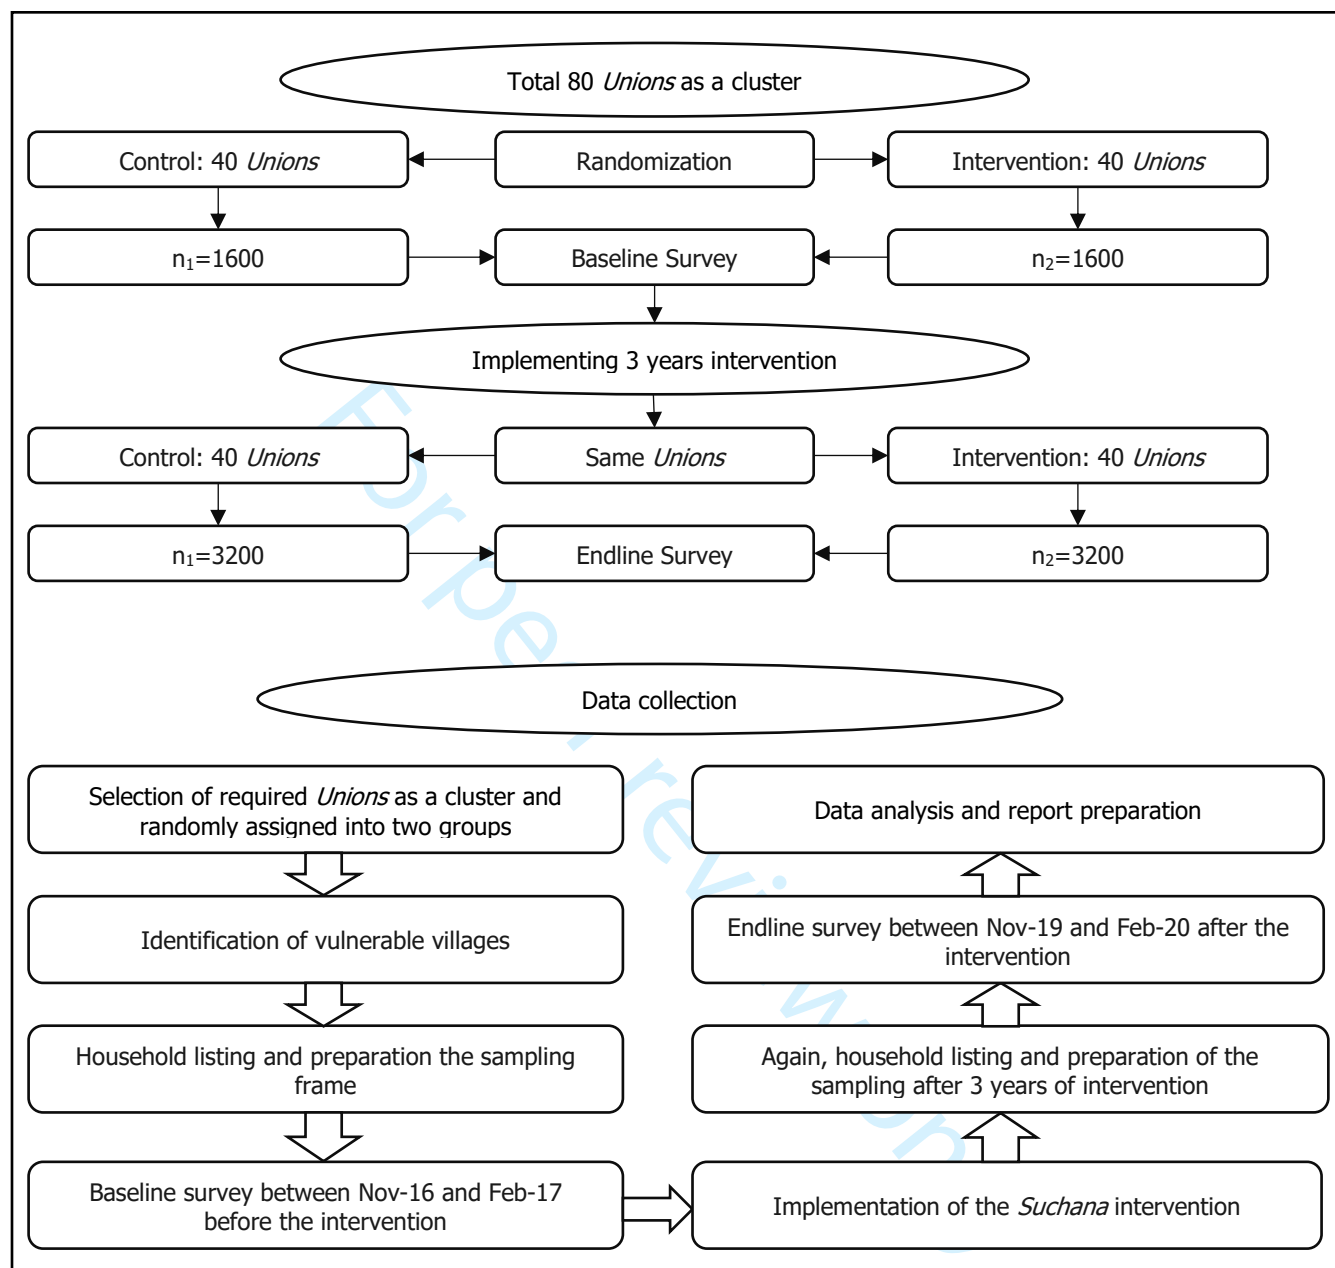 Total 80 Unions as a cluster
Control: 40 Unions
Randomization
Intervention: 40 Unions
n₁=1600
Baseline Survey
n₂=1600
Implementing 3 years intervention
Control: 40 Unions
Same Unions
Intervention: 40 Unions
n₁=3200
Endline Survey
n₂=3200
Data collection
Selection of required Unions as a cluster and
randomly assigned into two groups
Identification of vulnerable villages
Household listing and preparation the sampling
frame
Baseline survey between Nov-16 and Feb-17
before the intervention
Implementation of the Suchana intervention
Again, household listing and preparation of the
sampling after 3 years of intervention
Endline survey between Nov-19 and Feb-20 after the
intervention
Data analysis and report preparation